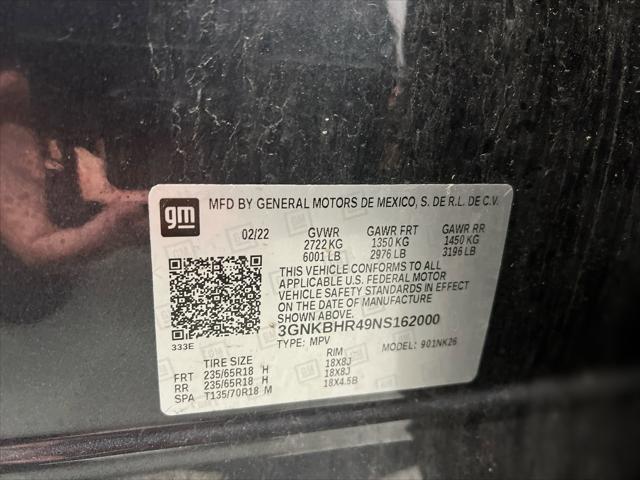 gm
MFD BY GENERAL MOTORS DE MEXICO, S. DE R.L. DE C.V.
02/22 GVWR GAWR FRT GAWR RR
2722 KG 1350 KG 1450 KG
6001 LB 2976 LB 3196 LB
THIS VEHICLE CONFORMS TO ALL
APPLICABLE U.S. FEDERAL MOTOR
VEHICLE SAFETY STANDARDS IN EFFECT
ON THE DATE OF MANUFACTURE
SHOWN ABOVE.
333E 3GNKBHR49NS162000
TYPE: MPV MODEL: 901NK26
TIRE SIZE RIM
FRT 235/65R18 H 18X8J
RR 235/65R18 H 18X8J
SPA T135/70R18 M 18X4.5B